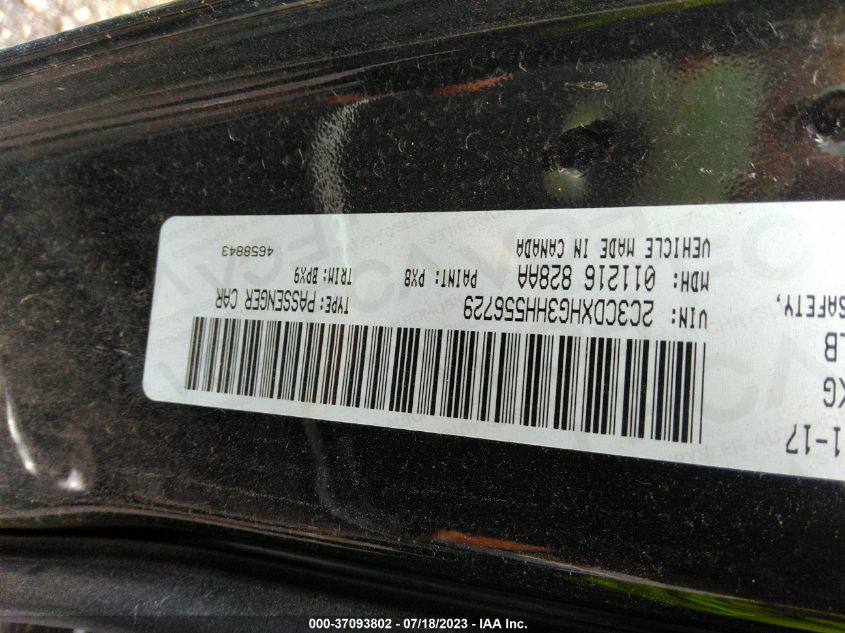 1-17
KG
LB
SAFETY,
VIN: 2C3CDXHG3HH556729 TYPE: PASSENGER CAR
MDH: 011216 828AA PAINT: PX8 TRIM: BPX9
VEHICLE MADE IN CANADA 4658843
000-37093802 - 07/18/2023 - IAA Inc.